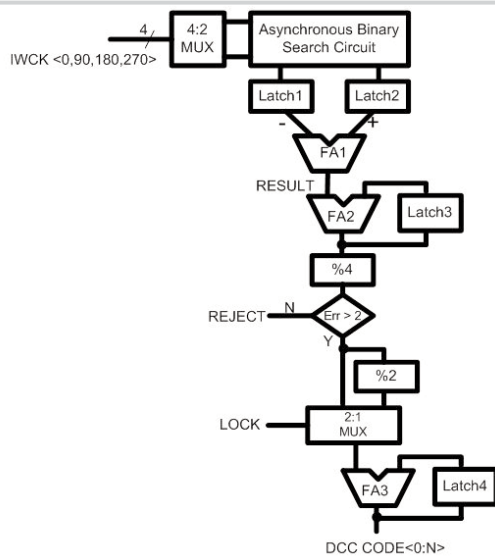 4
4:2
MUX
Asynchronous Binary
Search Circuit
IWCK <0,90,180,270>
Latch1
Latch2
-
+
FA1
RESULT
FA2
Latch3
%4
REJECT
N
Err > 2
Y
%2
LOCK
2:1
MUX
FA3
Latch4
DCC CODE<0:N>